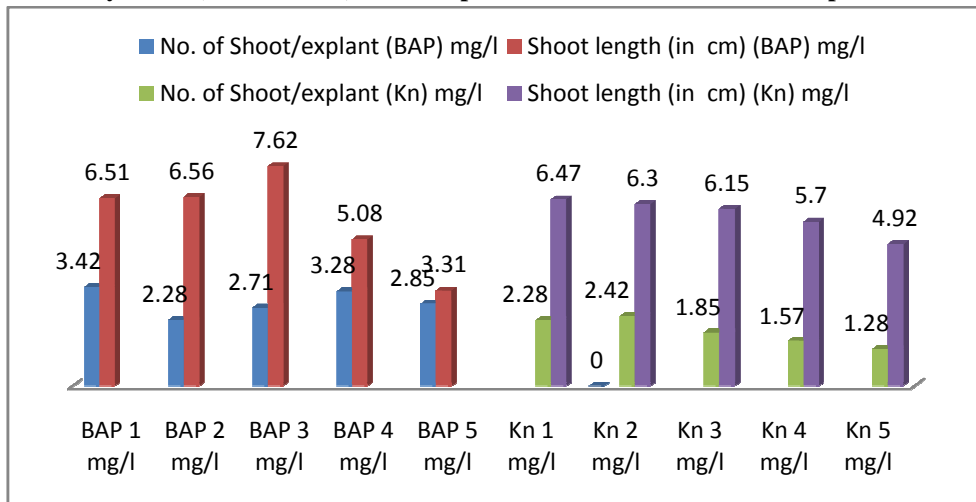 No. of Shoot/explant (BAP) mg/l Shoot length (in cm) (BAP) mg/l
No. of Shoot/explant (Kn) mg/l Shoot length (in cm) (Kn) mg/l
3.42 6.51 2.28 6.56 2.71 7.62 3.28 5.08 2.85 3.31 2.28 6.47 0 2.42 6.3 1.85 6.15 1.57 5.7 1.28 4.92
BAP 1 BAP 2 BAP 3 BAP 4 BAP 5 Kn 1 Kn 2 Kn 3 Kn 4 Kn 5
mg/l mg/l mg/l mg/l mg/l mg/l mg/l mg/l mg/l mg/l